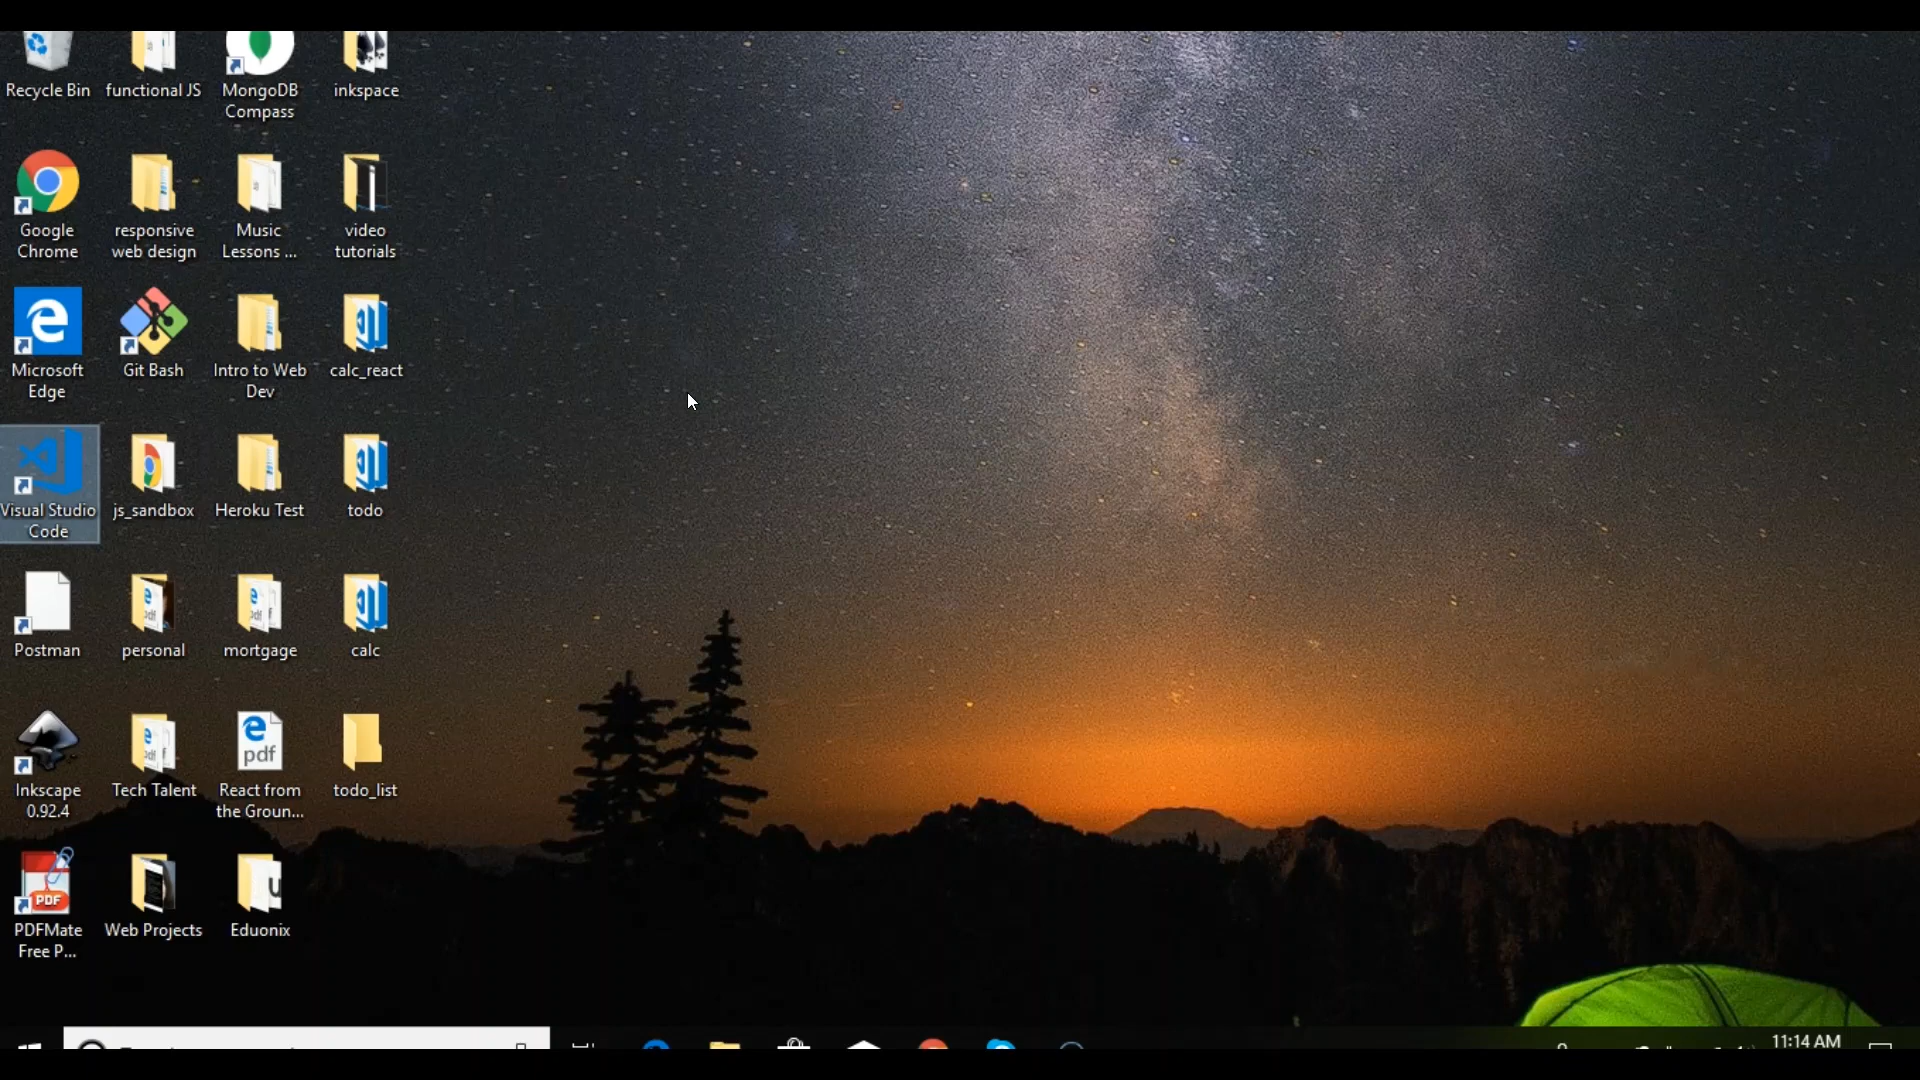 Recycle Bin
functional JS
MongoDB
Compass
inkspace
Google
Chrome
responsive
web design
Music
Lessons ...
video
tutorials
Microsoft
Edge
Git Bash
Intro to Web
Dev
calc_react
Visual Studio
Code
js_sandbox
Heroku Test
todo
Postman
personal
mortgage
calc
Inkscape
0.92.4
Tech Talent
pdf
React from
the Groun...
todo_list
PDF
PDFMate
Free P...
Web Projects
Eduonix
11:14 AM